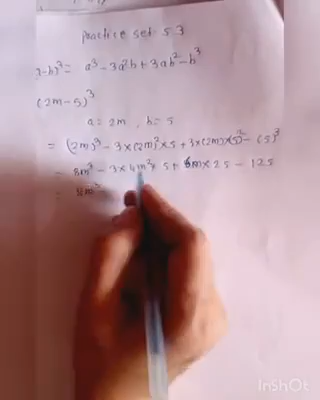 Practice set 5.3
(a-b)³ = a³ - 3a²b + 3ab² - b³
(2m-5)³
a = 2m , b = 5
= (2m)³ - 3×(2m)²×5 + 3×(2m)×(5)² - (5)³
= 8m³ - 3×4m²× 5 + 6m×25 - 125
= 8m³
InShOt